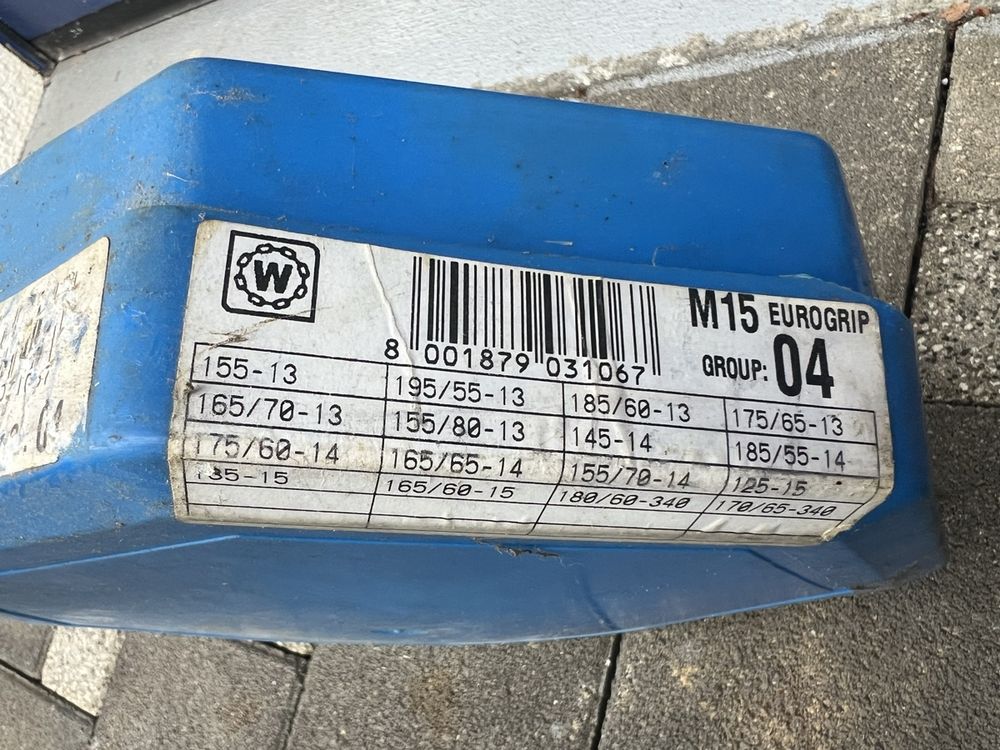 W
8 001879 031067
M15 EUROGRIP
GROUP: 04
155-13 195/55-13 185/60-13 175/65-13
165/70-13 155/80-13 145-14 185/55-14
175/60-14 165/65-14 155/70-14 125-15
135-15 165/60-15 180/60-340 170/65-340